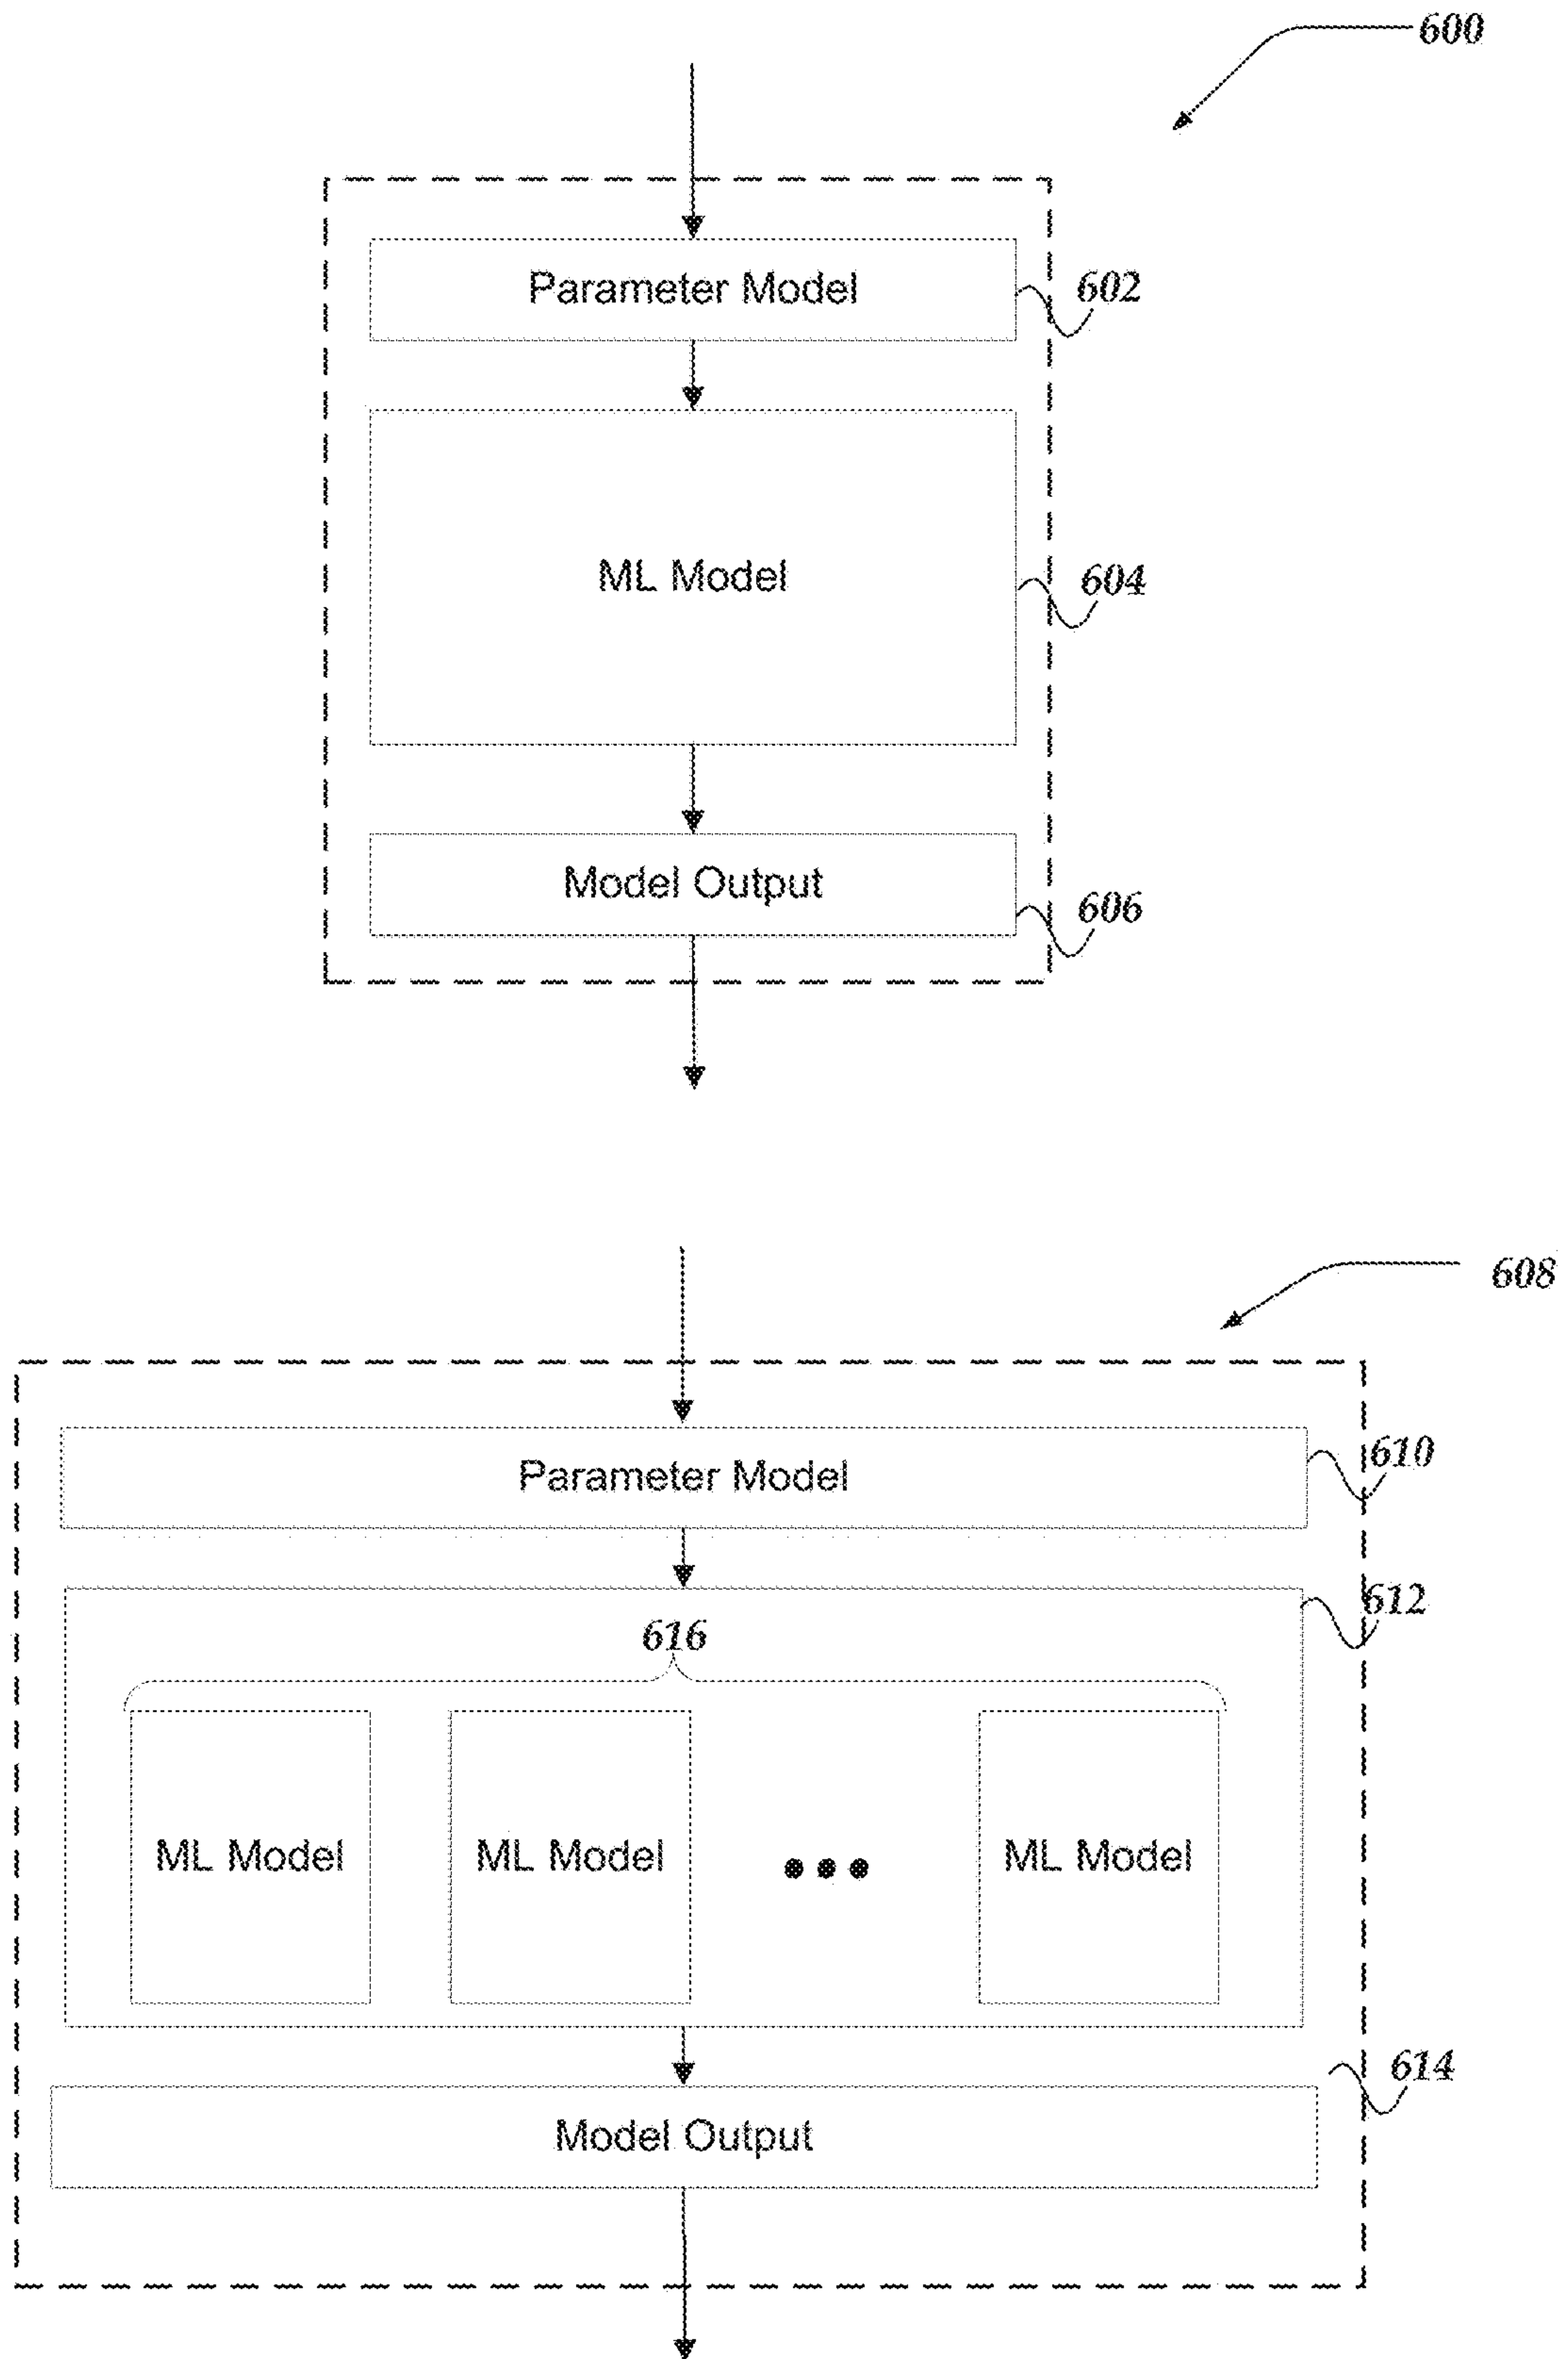 600
Parameter Model
602
ML Model
604
Model Output
606
608
Parameter Model
610
612
616
ML Model
ML Model
ML Model
614
Model Output